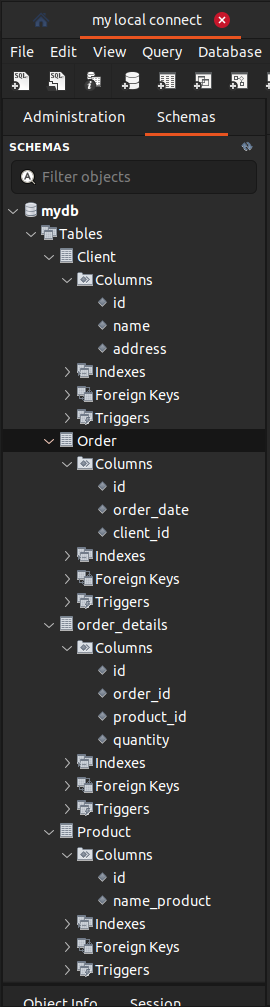 my local connect
File Edit View Query Database
Administration Schemas
SCHEMAS
Filter objects
mydb
Tables
Client
Columns
id
name
address
Indexes
Foreign Keys
Triggers
Order
Columns
id
order_date
client_id
Indexes
Foreign Keys
Triggers
order_details
Columns
id
order_id
product_id
quantity
Indexes
Foreign Keys
Triggers
Product
Columns
id
name_product
Indexes
Foreign Keys
Triggers
Object Info Session